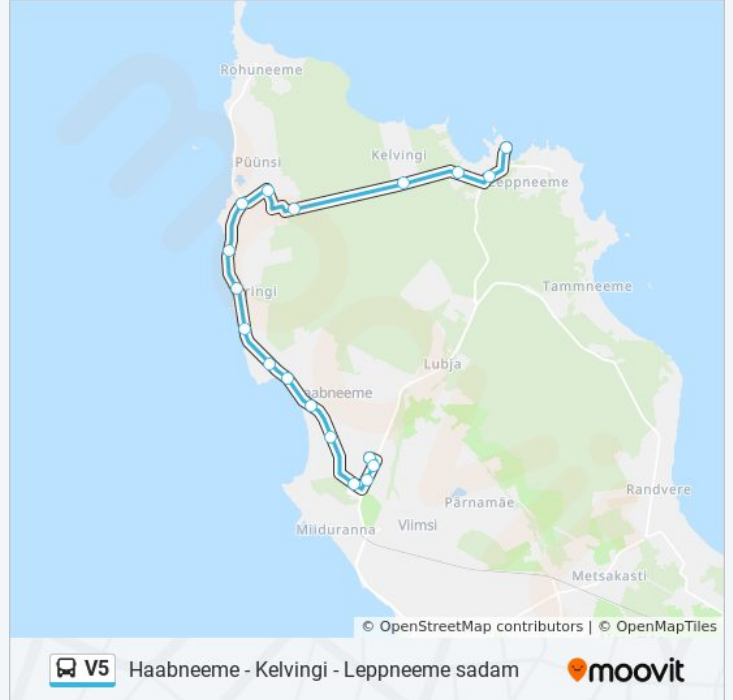 Rohuneeme
Püünsi
Kelvingi
Leppneeme
Tammneeme
ringi
Lubja
abneeme
Randvere
Pärnamäe
Miiduranna
Viimsi
Metsakasti
© OpenStreetMap contributors | © OpenMapTiles
V5 Haabneeme - Kelvingi - Leppneeme sadam
moovit